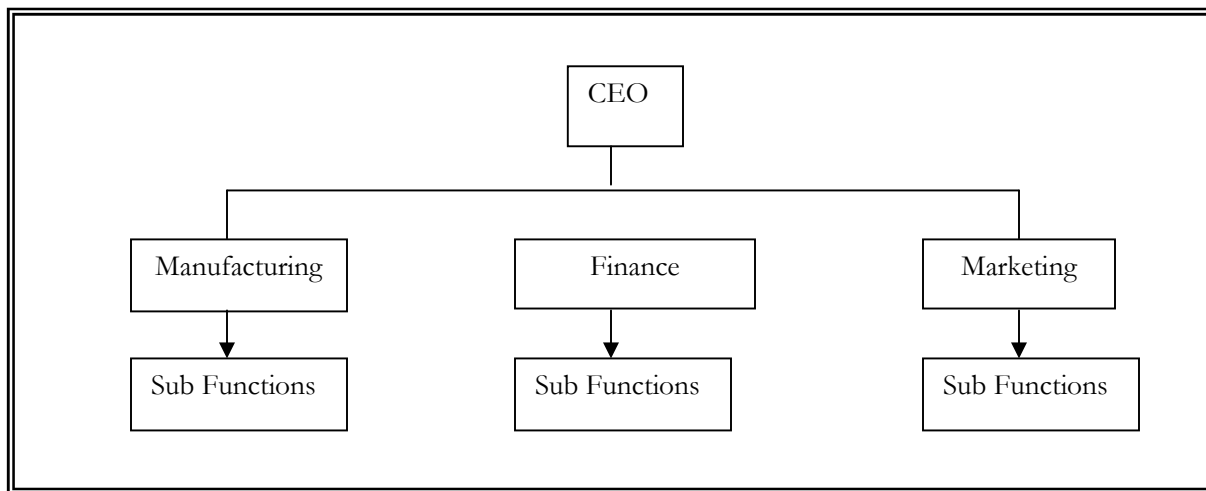 CEO
Manufacturing
Finance
Marketing
Sub Functions
Sub Functions
Sub Functions